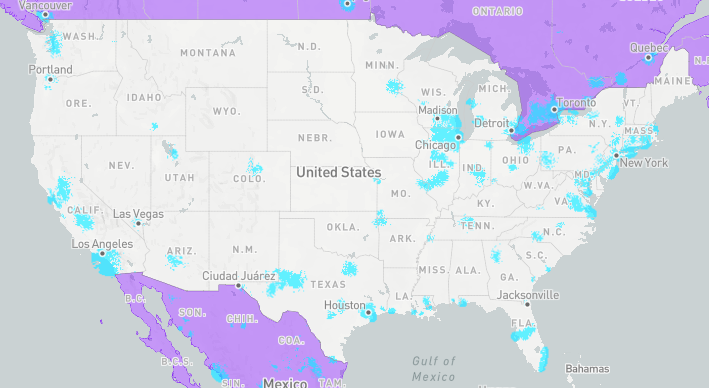 Vancouver
ONTARIO
Quebec
WASH.
MONTANA
N.D.
MINN.
MAINE
Portland
ORE.
IDAHO
WYO.
S.D.
WIS.
MICH.
Toronto
VT.
N.Y.
MASS.
Madison
Detroit
NEBR.
IOWA
Chicago
PA.
New York
NEV.
UTAH
COLO.
United States
ILL.
IND.
OHIO
MD.
W.VA.
VA.
CALIF.
Las Vegas
MO.
KY.
Los Angeles
ARIZ.
N.M.
OKLA.
ARK.
TENN.
N.C.
S.C.
Ciudad Juárez
TEXAS
MISS.
ALA.
GA.
B.C.
SON.
CHIH.
Houston
LA.
Jacksonville
FLA.
COA.
B.C.S.
Gulf of
Mexico
Bahamas
SIN.
Mexico
TAM.